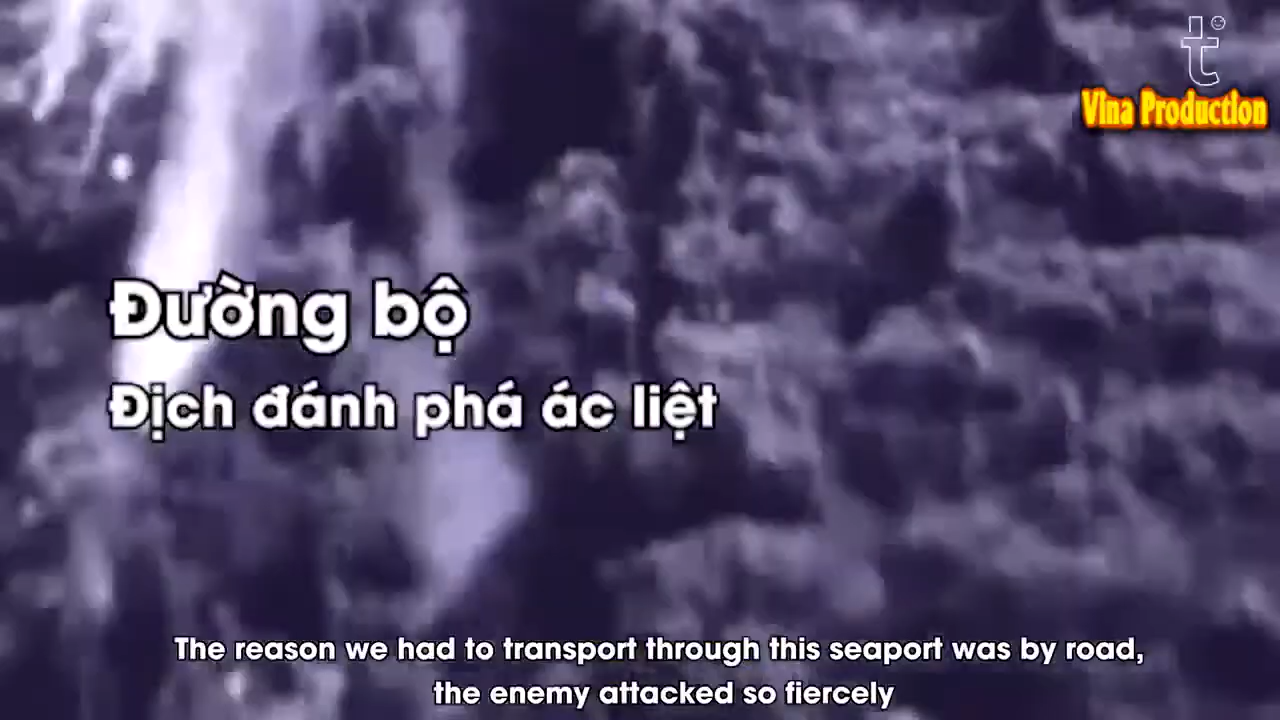 t
Vina Production
Đường bộ
Địch đánh phá ác liệt
The reason we had to transport through this seaport was by road,
the enemy attacked so fiercely